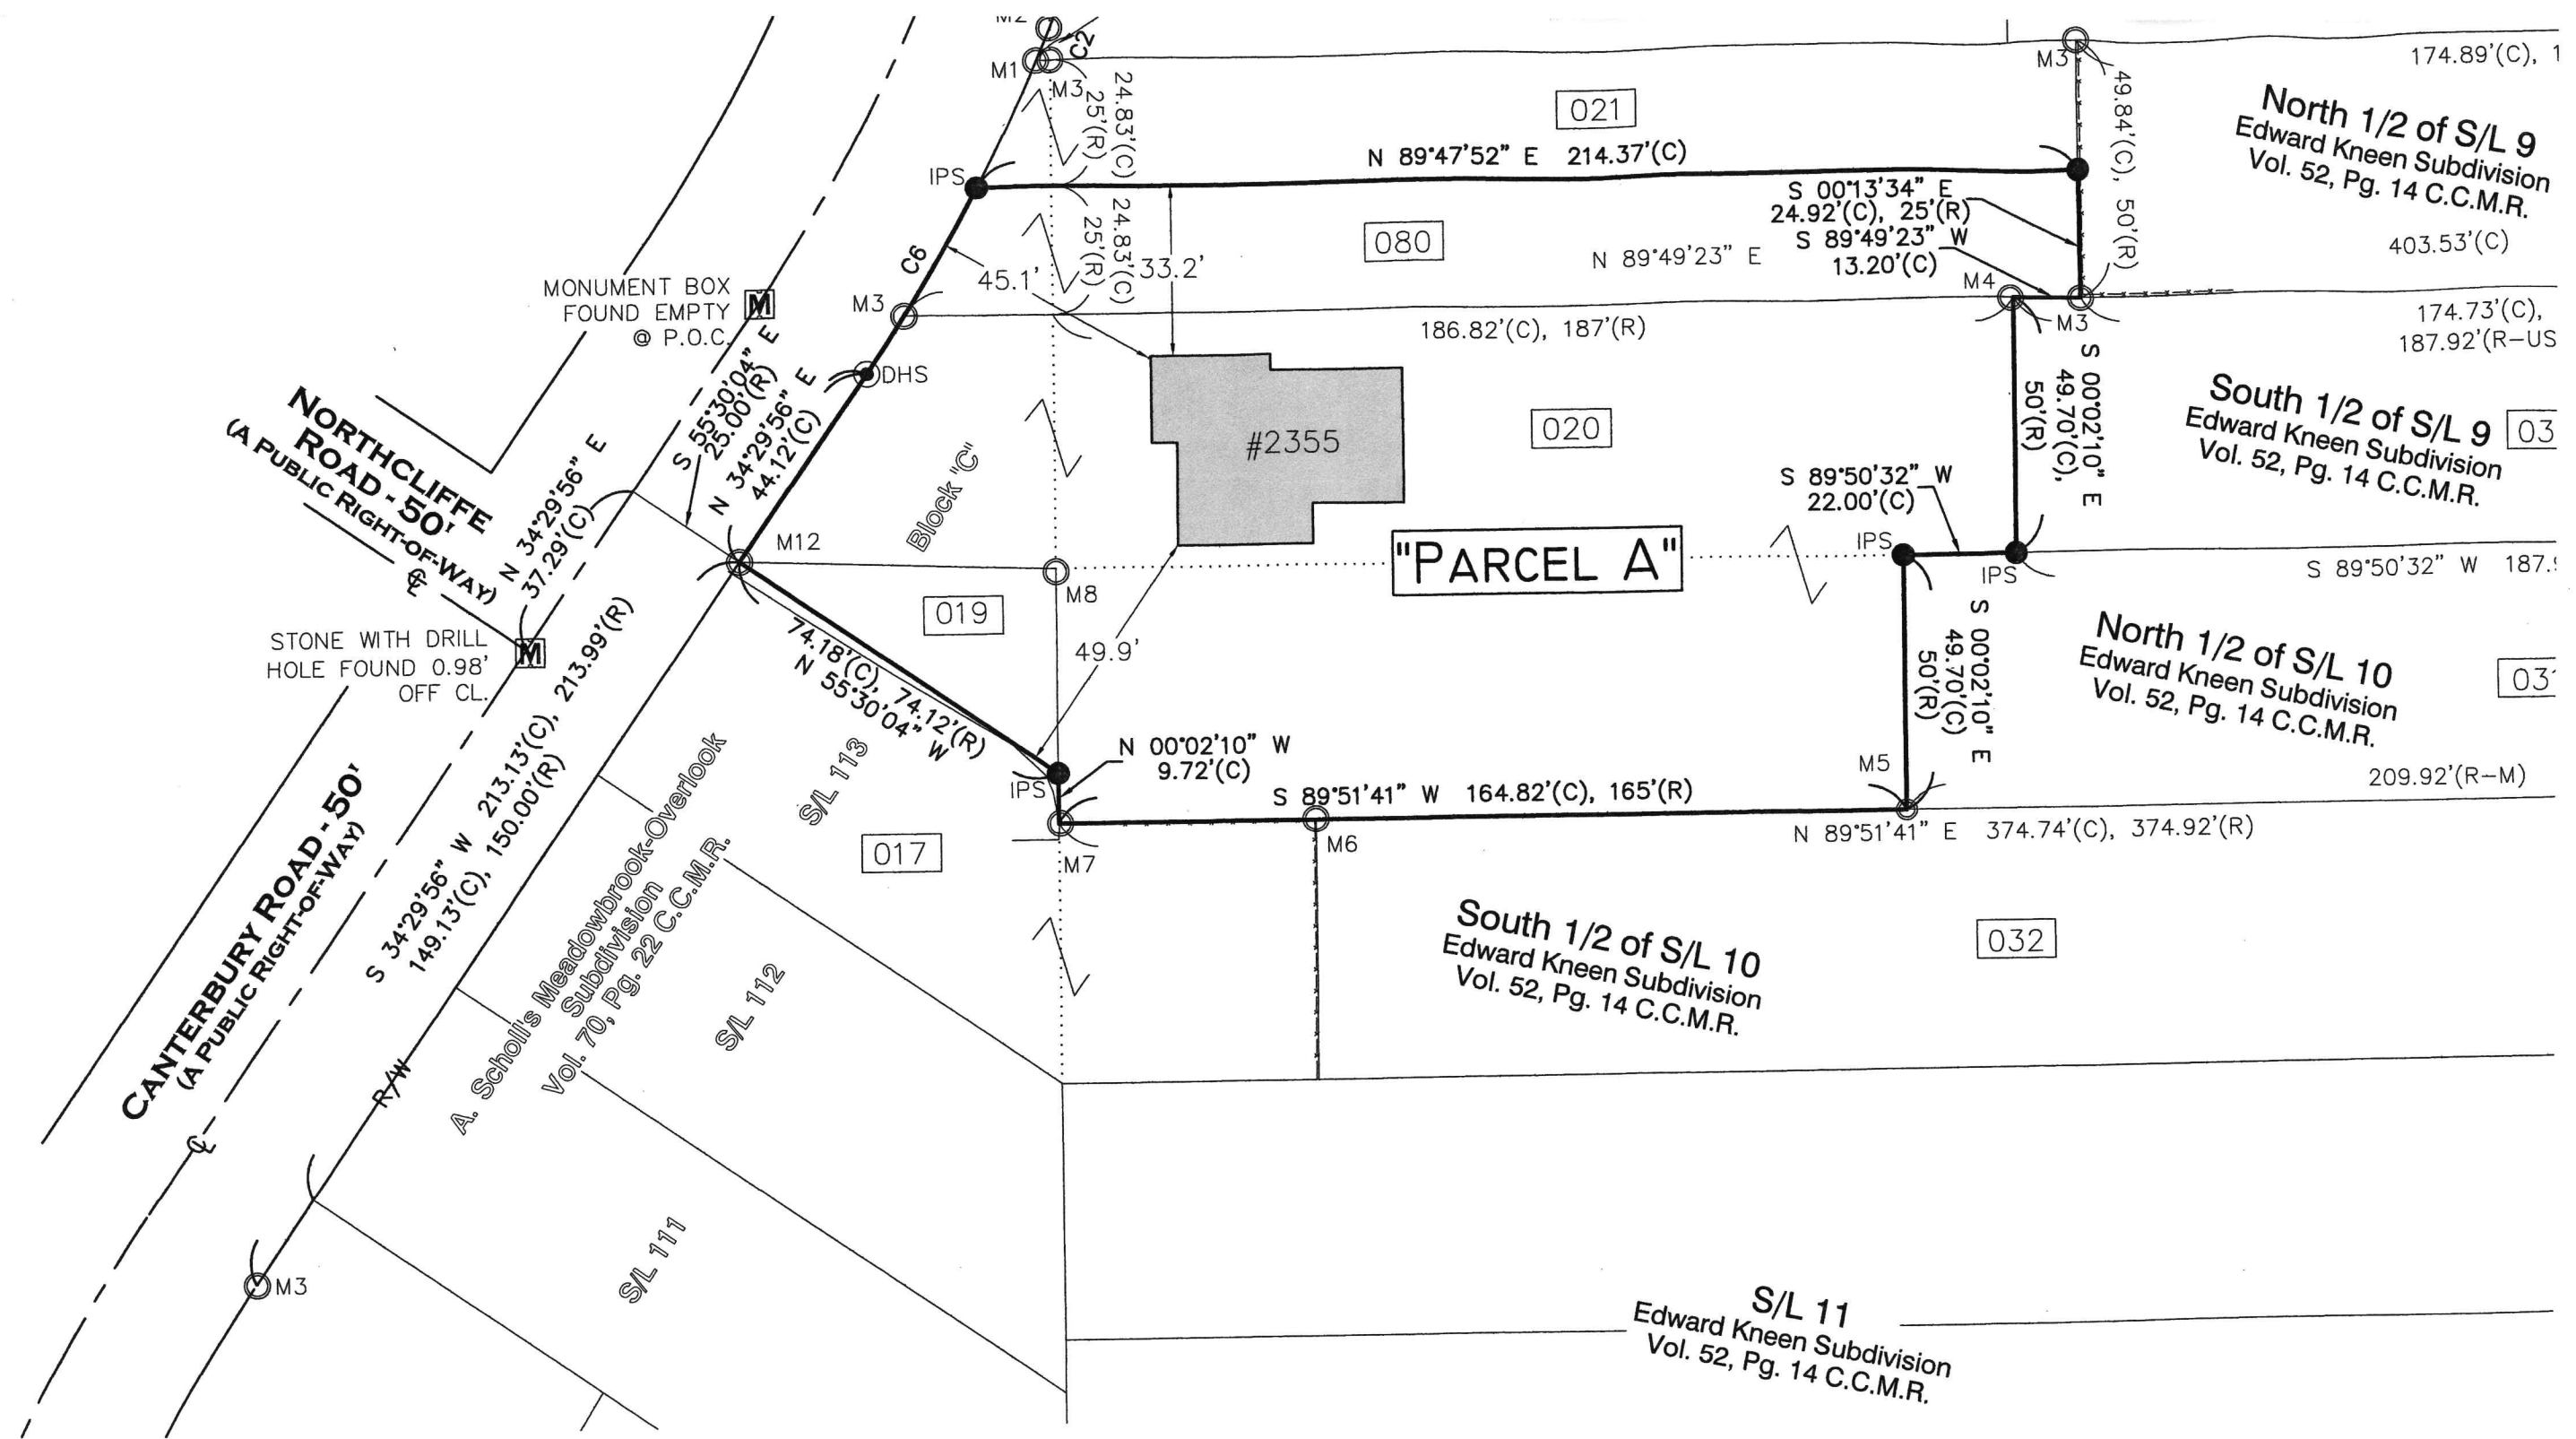 M2
C2
M1
M3
24.83'(C)
25'(R)
M3
174.89'(C), 1
021
49.84'(C), 50'(R)
North 1/2 of S/L 9
Edward Kneen Subdivision
Vol. 52, Pg. 14 C.C.M.R.
N 89°47'52" E 214.37'(C)
IPS
S 00°13'34" E
24.92'(C), 25'(R)
S 89°49'23" W
13.20'(C)
24.83'(C)
25'(R)
33.2'
080
N 89°49'23" E
403.53'(C)
C6
45.1'
M4
M3
MONUMENT BOX
FOUND EMPTY
@ P.O.C.
M
M3
186.82'(C), 187'(R)
174.73'(C),
187.92'(R-US
S 55°30'04" E
25.00'(R)
DHS
N 34°29'56" E
44.12'(C)
S 00°02'10" E
49.70'(C),
50'(R)
South 1/2 of S/L 9
Edward Kneen Subdivision
Vol. 52, Pg. 14 C.C.M.R.
03
NORTHCLIFFE
ROAD - 50'
(A PUBLIC RIGHT-OF-WAY)
℄
N 34°29'56" E
37.29'(C)
Block "C"
#2355
020
S 89°50'32" W
22.00'(C)
M12
"PARCEL A"
IPS
IPS
S 89°50'32" W 187.
M8
019
STONE WITH DRILL
HOLE FOUND 0.98'
OFF CL.
M
74.18'(C), 74.12'(R)
N 55°30'04" W
49.9'
S 00°02'10" E
49.70'(C)
50'(R)
North 1/2 of S/L 10
Edward Kneen Subdivision
Vol. 52, Pg. 14 C.C.M.R.
03
S 34°29'56" W 213.13'(C), 213.99'(R)
149.13'(C), 150.00'(R)
N 00°02'10" W
9.72'(C)
IPS
S 89°51'41" W 164.82'(C), 165'(R)
M5
209.92'(R-M)
M7
M6
N 89°51'41" E 374.74'(C), 374.92'(R)
CANTERBURY ROAD - 50'
(A PUBLIC RIGHT-OF-WAY)
℄
R/W
S/L 113
017
A. Scholl's Meadowbrook-Overlook
Subdivision
Vol. 70, Pg. 22 C.C.M.R.
South 1/2 of S/L 10
Edward Kneen Subdivision
Vol. 52, Pg. 14 C.C.M.R.
032
S/L 112
M3
S/L 111
S/L 11
Edward Kneen Subdivision
Vol. 52, Pg. 14 C.C.M.R.